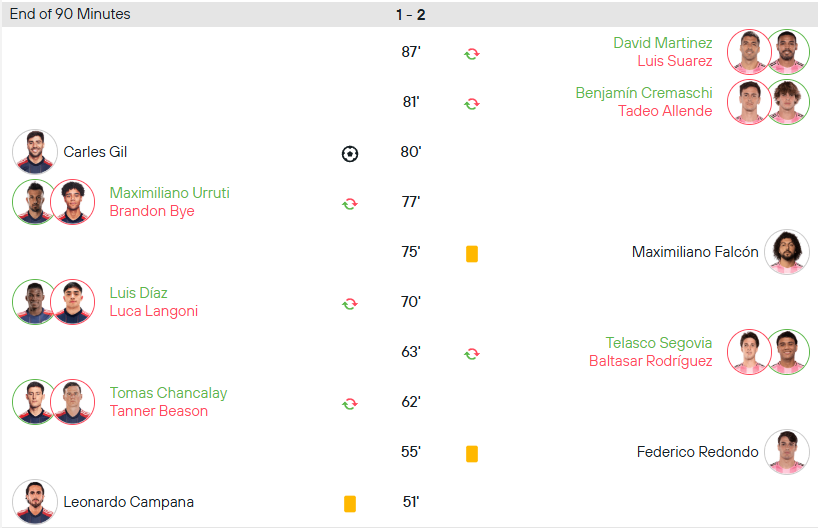 End of 90 Minutes 1 - 2
87' David Martinez
Luis Suarez
81' Benjamín Cremaschi
Tadeo Allende
Carles Gil 80'
Maximiliano Urruti
Brandon Bye 77'
75' Maximiliano Falcón
Luis Díaz
Luca Langoni 70'
63' Telasco Segovia
Baltasar Rodríguez
Tomas Chancalay
Tanner Beason 62'
55' Federico Redondo
Leonardo Campana 51'